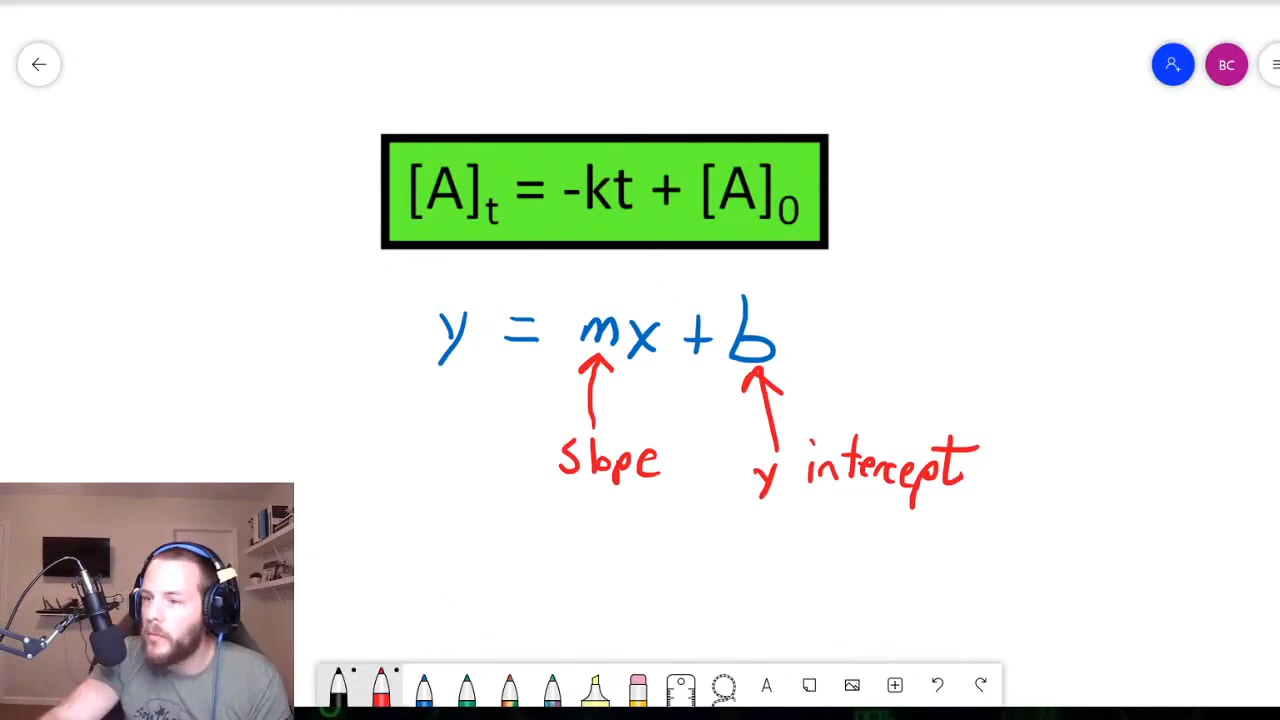 BC
[A]t = -kt + [A]0
y = mx + b
slope
y intercept
A